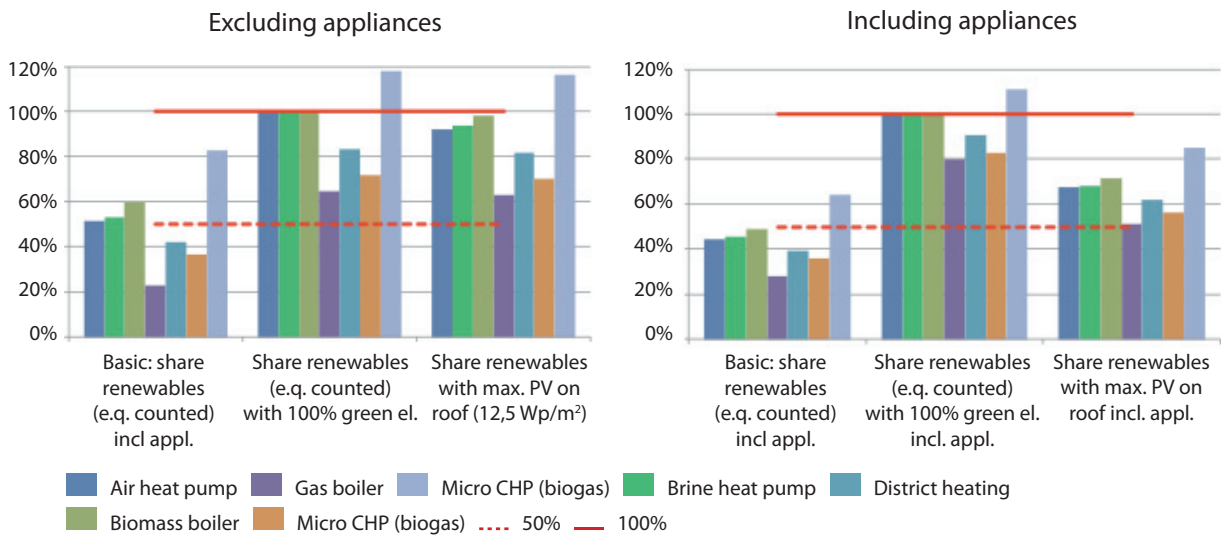 Excluding appliances
120%
100%
80%
60%
40%
20%
0%
Basic: share
renewables
(e.q. counted)
incl appl.
Share renewables
(e.q. counted)
with 100% green el.
Share renewables
with max. PV on
roof (12,5 Wp/m²)
Including appliances
120%
100%
80%
60%
40%
20%
0%
Basic: share
renewables
(e.q. counted)
incl appl.
Share renewables
(e.q. counted)
with 100% green el.
incl. appl.
Share renewables
with max. PV on
roof incl. appl.
Air heat pump Gas boiler Micro CHP (biogas) Brine heat pump District heating
Biomass boiler Micro CHP (biogas) 50% 100%